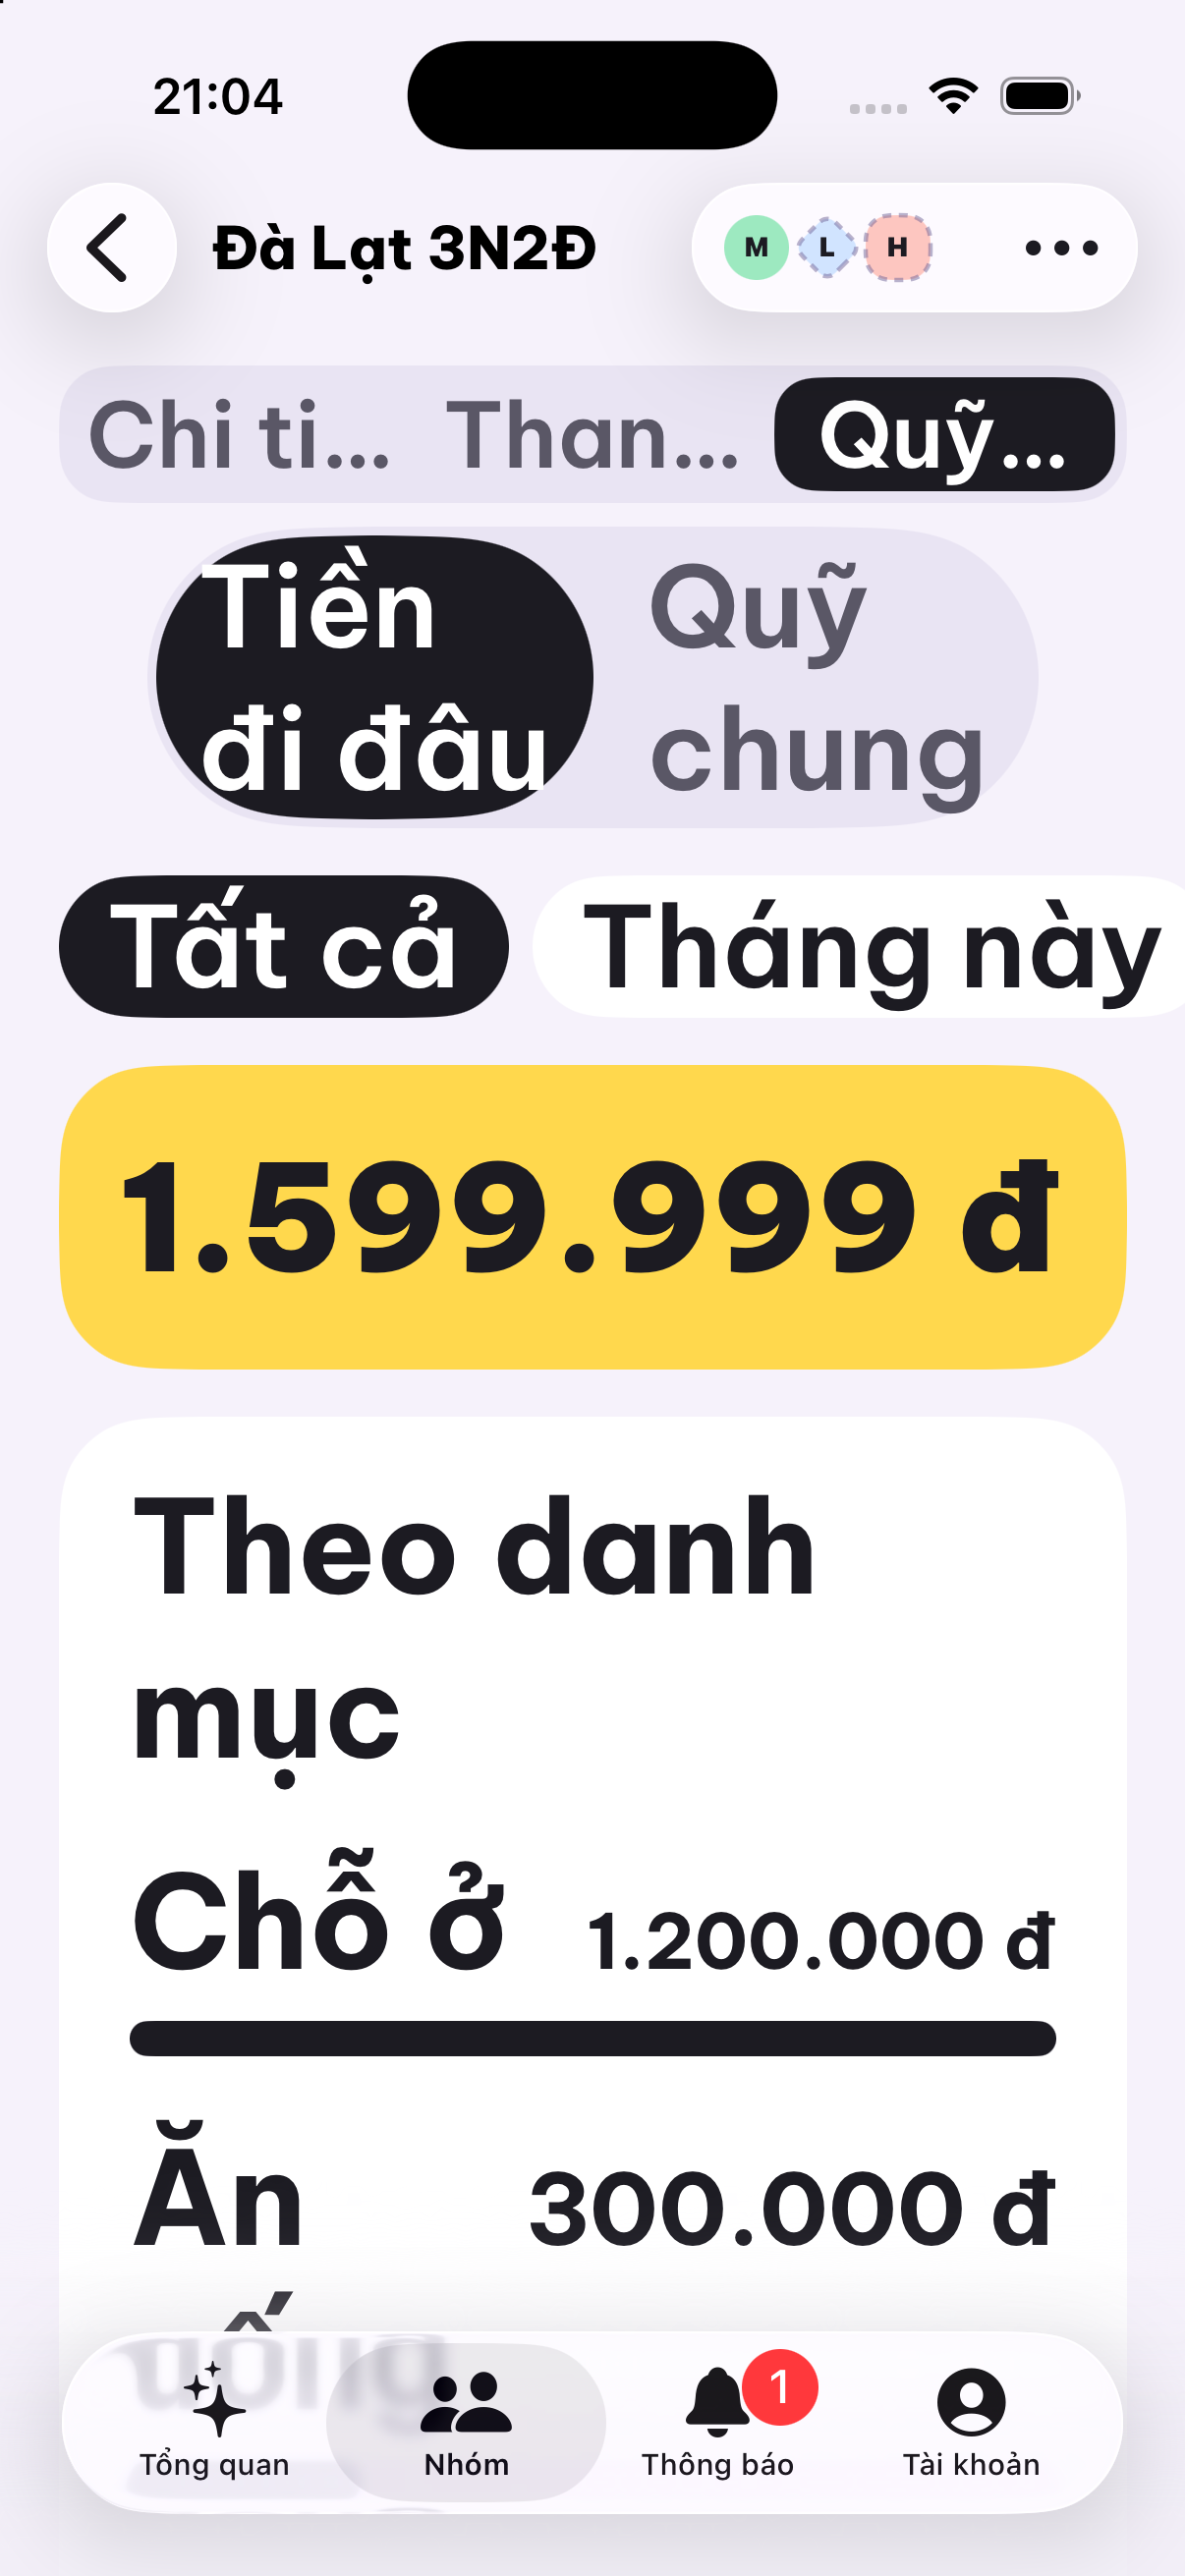 21:04
Đà Lạt 3N2Đ
M L H
Chi ti... Than... Quỹ...
Tiền
đi đâu
Quỹ
chung
Tất cả
Tháng này
1.599.999 đ
Theo danh
mục
Chỗ ở 1.200.000 đ
Ăn 300.000 đ
uống
1
Tổng quan Nhóm Thông báo Tài khoản